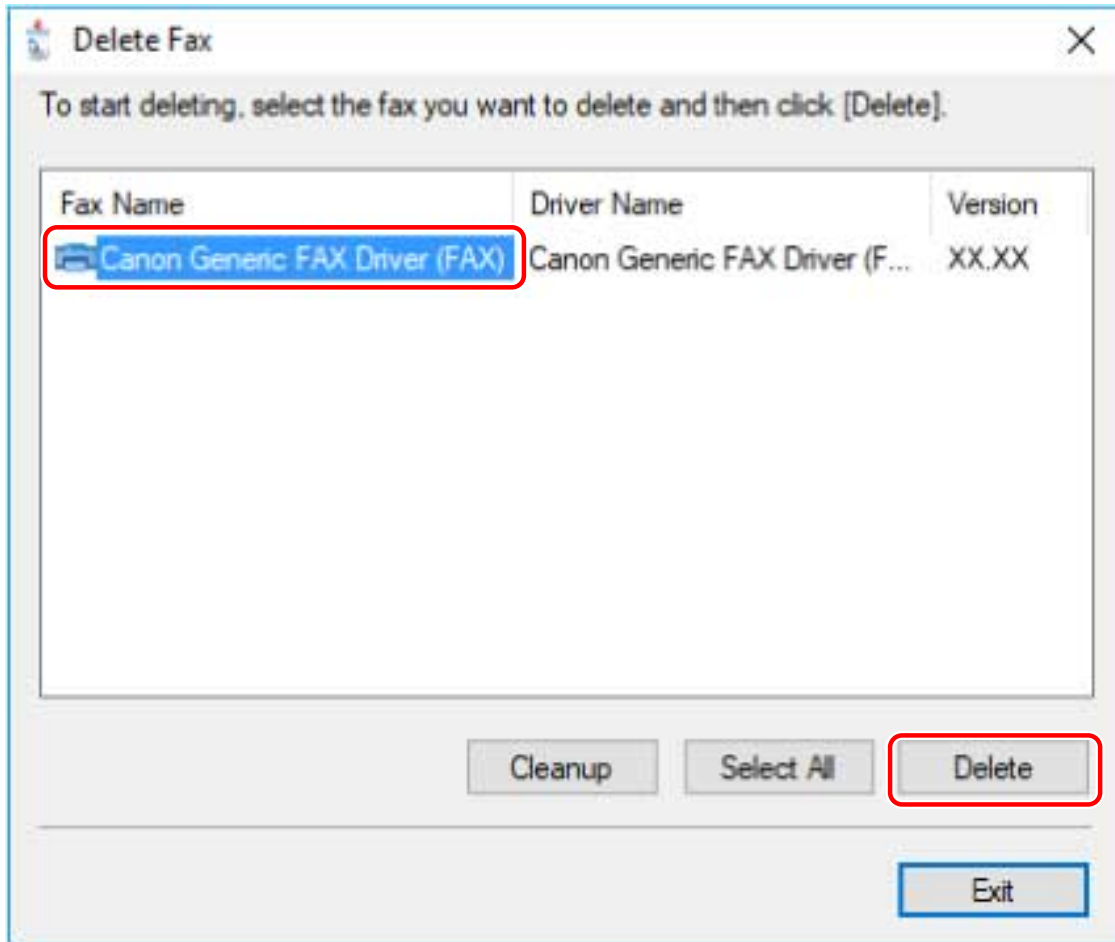 Delete Fax
To start deleting, select the fax you want to delete and then click [Delete].
Fax Name Driver Name Version
Canon Generic FAX Driver (FAX) Canon Generic FAX Driver (F... XX.XX
Cleanup Select All Delete
Exit